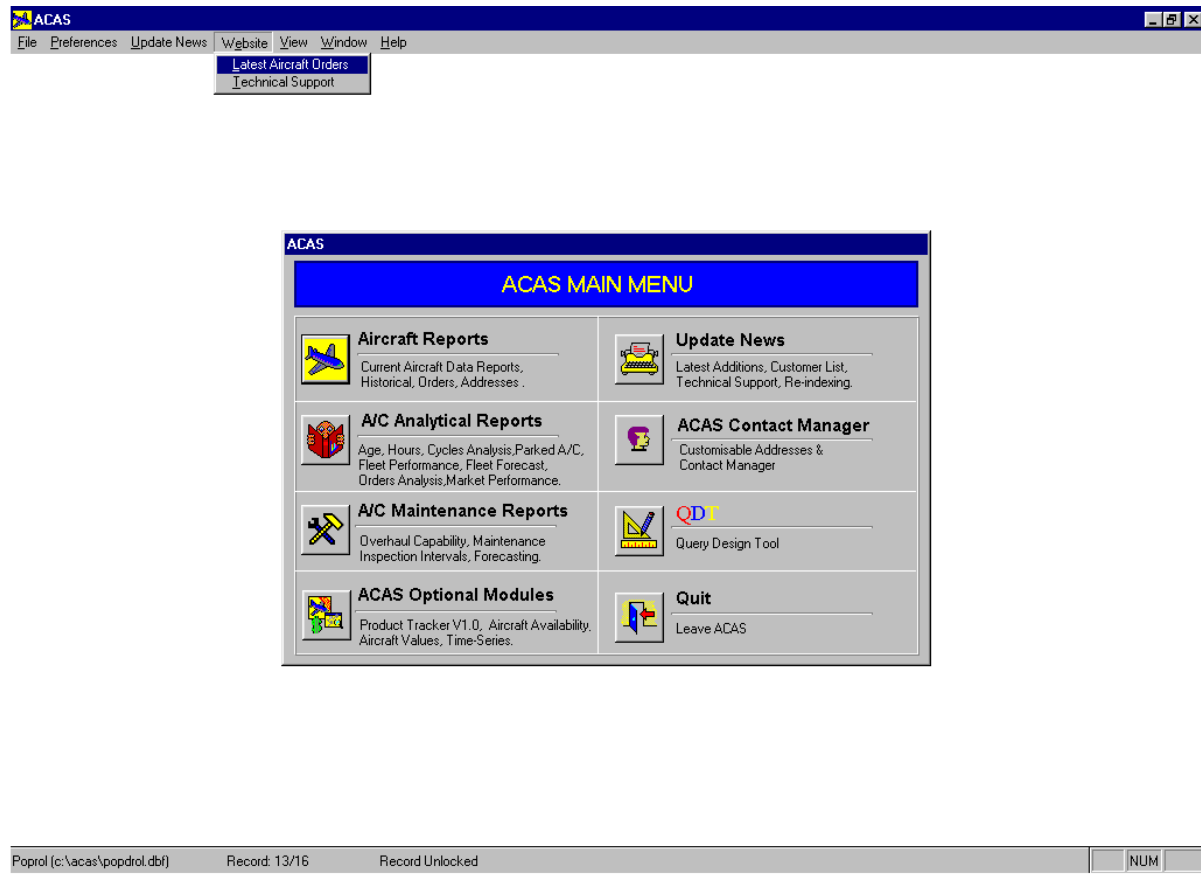 ACAS
File Preferences Update News Website View Window Help
Latest Aircraft Orders
Technical Support
ACAS
ACAS MAIN MENU
Aircraft Reports
Current Aircraft Data Reports,
Historical, Orders, Addresses .
Update News
Latest Additions, Customer List,
Technical Support, Re-indexing.
A/C Analytical Reports
Age, Hours, Cycles Analysis,Parked A/C,
Fleet Performance, Fleet Forecast,
Orders Analysis,Market Performance.
ACAS Contact Manager
Customisable Addresses &
Contact Manager
A/C Maintenance Reports
Overhaul Capability, Maintenance
Inspection Intervals, Forecasting.
QDT
Query Design Tool
ACAS Optional Modules
Product Tracker V1.0, Aircraft Availability.
Aircraft Values, Time-Series.
Quit
Leave ACAS
Poprol (c:\acas\popdrol.dbf) Record: 13/16 Record Unlocked NUM